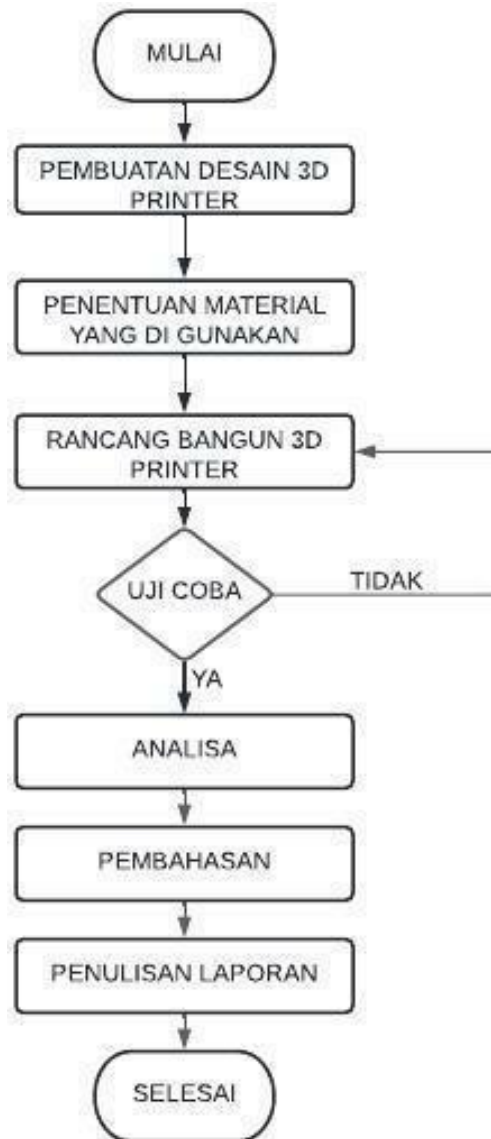 MULAI
PEMBUATAN DESAIN 3D
PRINTER
PENENTUAN MATERIAL
YANG DI GUNAKAN
RANCANG BANGUN 3D
PRINTER
UJI COBA
TIDAK
YA
ANALISA
PEMBAHASAN
PENULISAN LAPORAN
SELESAI